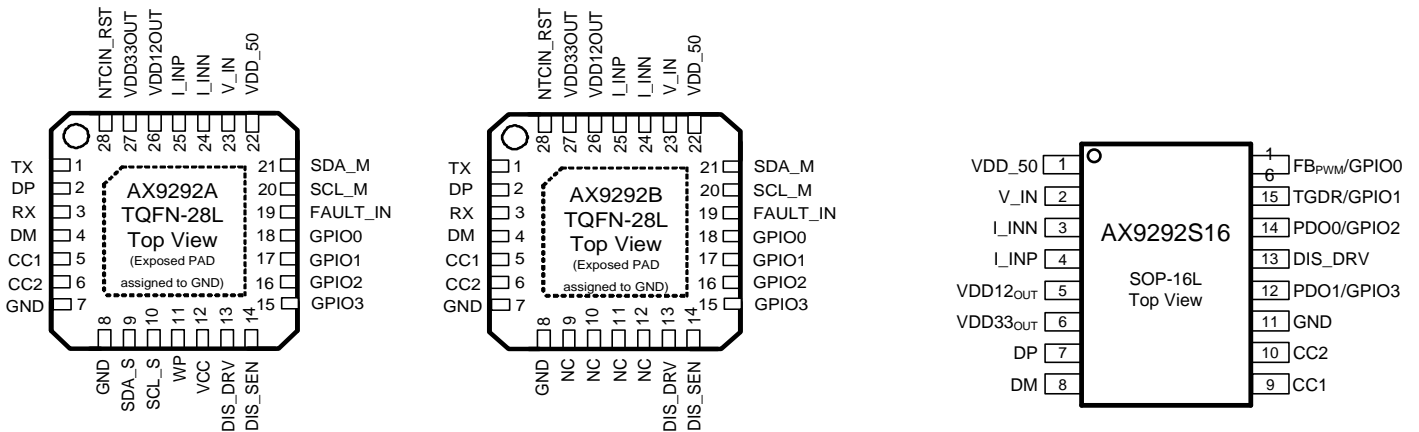 NTCIN_RST
VDD33OUT
VDD12OUT
I_INP
I_INN
V_IN
VDD_50
28
27
26
25
24
23
22
TX 1
DP 2
RX 3
DM 4
CC1 5
CC2 6
GND 7
AX9292A
TQFN-28L
Top View
(Exposed PAD
assigned to GND)
21 SDA_M
20 SCL_M
19 FAULT_IN
18 GPIO0
17 GPIO1
16 GPIO2
15 GPIO3
8
9
10
11
12
13
14
GND
SDA_S
SCL_S
WP
VCC
DIS_DRV
DIS_SEN
NTCIN_RST
VDD33OUT
VDD12OUT
I_INP
I_INN
V_IN
VDD_50
28
27
26
25
24
23
22
TX 1
DP 2
RX 3
DM 4
CC1 5
CC2 6
GND 7
AX9292B
TQFN-28L
Top View
(Exposed PAD
assigned to GND)
21 SDA_M
20 SCL_M
19 FAULT_IN
18 GPIO0
17 GPIO1
16 GPIO2
15 GPIO3
8
9
10
11
12
13
14
GND
NC
NC
NC
NC
DIS_DRV
DIS_SEN
VDD_50 1
V_IN 2
I_INN 3
I_INP 4
VDD12OUT 5
VDD33OUT 6
DP 7
DM 8
AX9292S16
SOP-16L
Top View
16 FBPWM/GPIO0
15 TGDR/GPIO1
14 PDO0/GPIO2
13 DIS_DRV
12 PDO1/GPIO3
11 GND
10 CC2
9 CC1